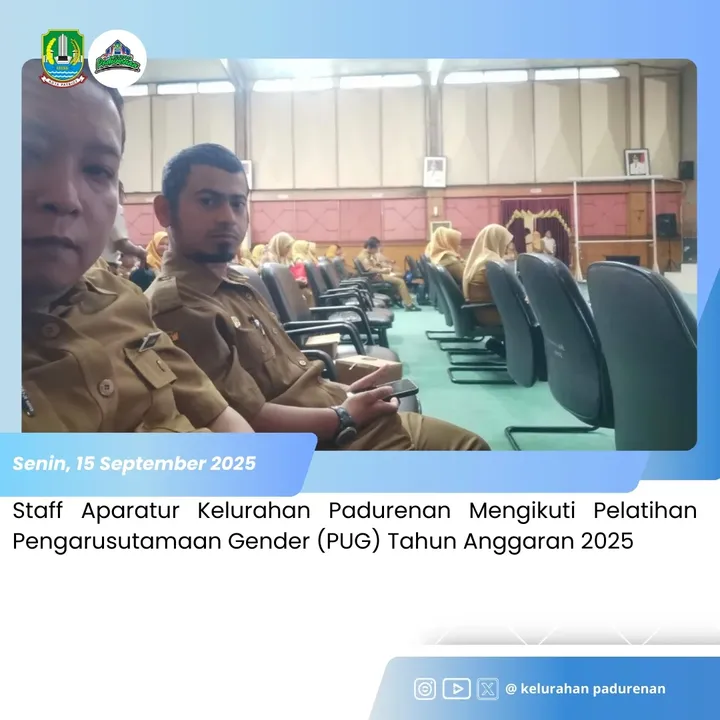 Senin, 15 September 2025
Staff Aparatur Kelurahan Padurenan Mengikuti Pelatihan
Pengarusutamaan Gender (PUG) Tahun Anggaran 2025
@ kelurahan padurenan